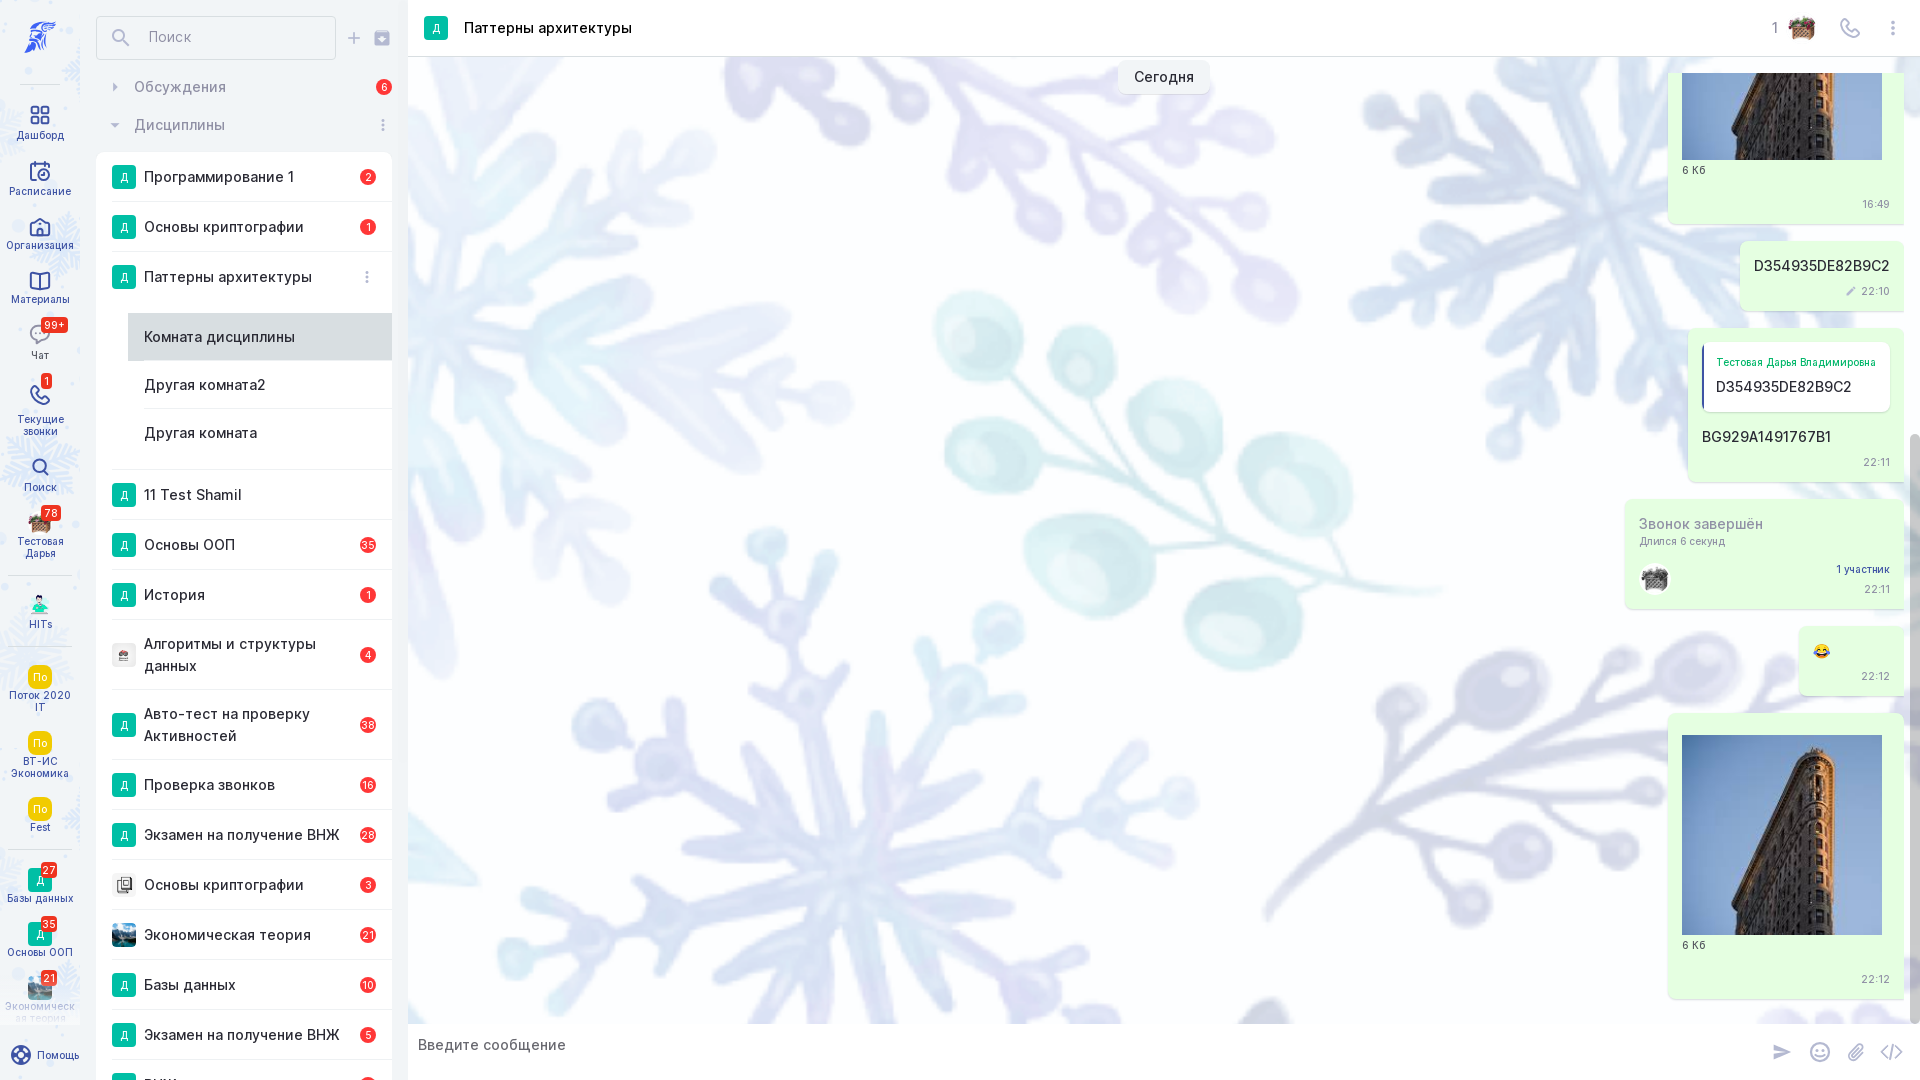 Дашборд
Расписание
Организация
Материалы
99+
Чат
1
Текущие
звонки
Поиск
78
Тестовая
Дарья
HITs
По
Поток 2020
IT
По
ВТ-ИС
Экономика
По
Fest
27
Д
Базы данных
35
Д
Основы ООП
21
Экономическ
ая теория
Помощь
Поиск
Обсуждения
6
Дисциплины
Д
Программирование 1
2
Д
Основы криптографии
1
Д
Паттерны архитектуры
Комната дисциплины
Другая комната2
Другая комната
Д
11 Test Shamil
Д
Основы ООП
35
Д
История
1
Алгоритмы и структуры
данных
4
Д
Авто-тест на проверку
Активностей
38
Д
Проверка звонков
16
Д
Экзамен на получение ВНЖ
28
Основы криптографии
3
Экономическая теория
21
Д
Базы данных
10
Д
Экзамен на получение ВНЖ
5
Д
Паттерны архитектуры
1
Сегодня
6 Кб
16:49
D354935DE82B9C2
22:10
Тестовая Дарья Владимировна
D354935DE82B9C2
BG929A1491767B1
22:11
Звонок завершён
Длился 6 секунд
1 участник
22:11
😂
22:12
6 Кб
22:12
Введите сообщение